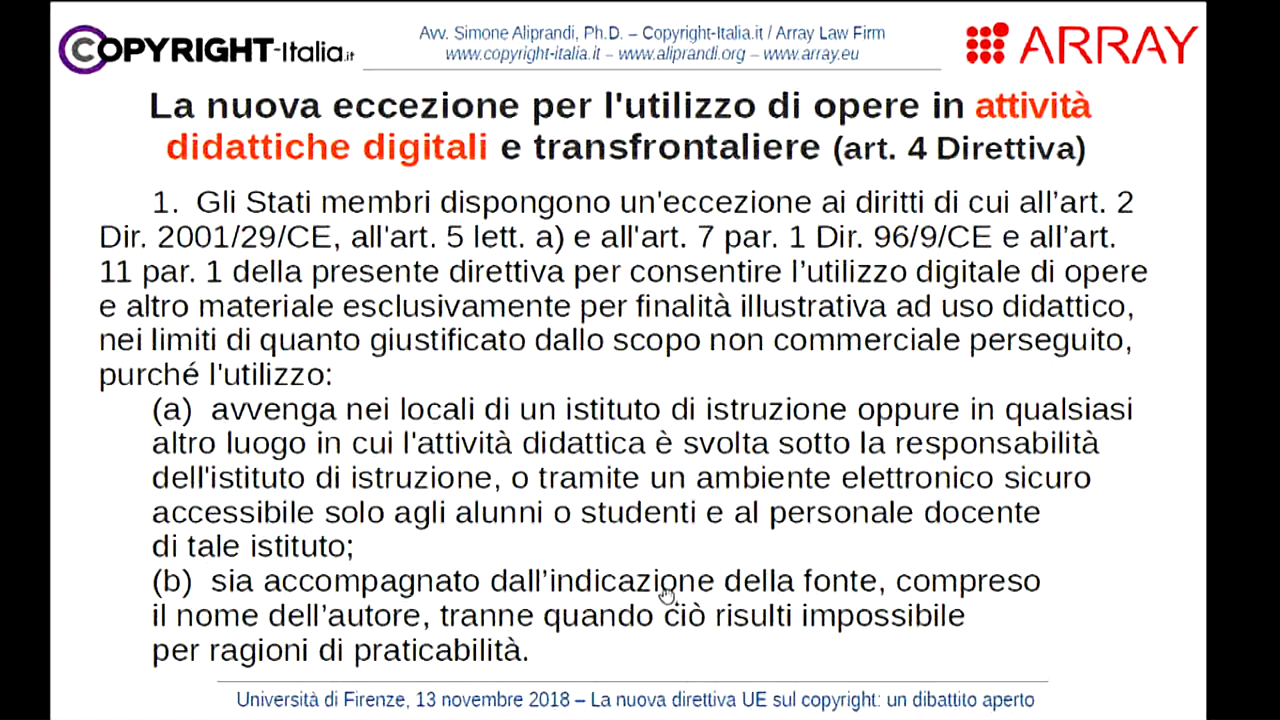 COPYRIGHT-Italia.it
Avv. Simone Aliprandi, Ph.D. – Copyright-Italia.it / Array Law Firm
www.copyright-italia.it – www.aliprandi.org – www.array.eu
ARRAY
La nuova eccezione per l'utilizzo di opere in attività
didattiche digitali e transfrontaliere (art. 4 Direttiva)
1. Gli Stati membri dispongono un'eccezione ai diritti di cui all’art. 2
Dir. 2001/29/CE, all'art. 5 lett. a) e all'art. 7 par. 1 Dir. 96/9/CE e all’art.
11 par. 1 della presente direttiva per consentire l’utilizzo digitale di opere
e altro materiale esclusivamente per finalità illustrativa ad uso didattico,
nei limiti di quanto giustificato dallo scopo non commerciale perseguito,
purché l'utilizzo:
(a) avvenga nei locali di un istituto di istruzione oppure in qualsiasi
altro luogo in cui l'attività didattica è svolta sotto la responsabilità
dell'istituto di istruzione, o tramite un ambiente elettronico sicuro
accessibile solo agli alunni o studenti e al personale docente
di tale istituto;
(b) sia accompagnato dall’indicazione della fonte, compreso
il nome dell’autore, tranne quando ciò risulti impossibile
per ragioni di praticabilità.
Università di Firenze, 13 novembre 2018 – La nuova direttiva UE sul copyright: un dibattito aperto